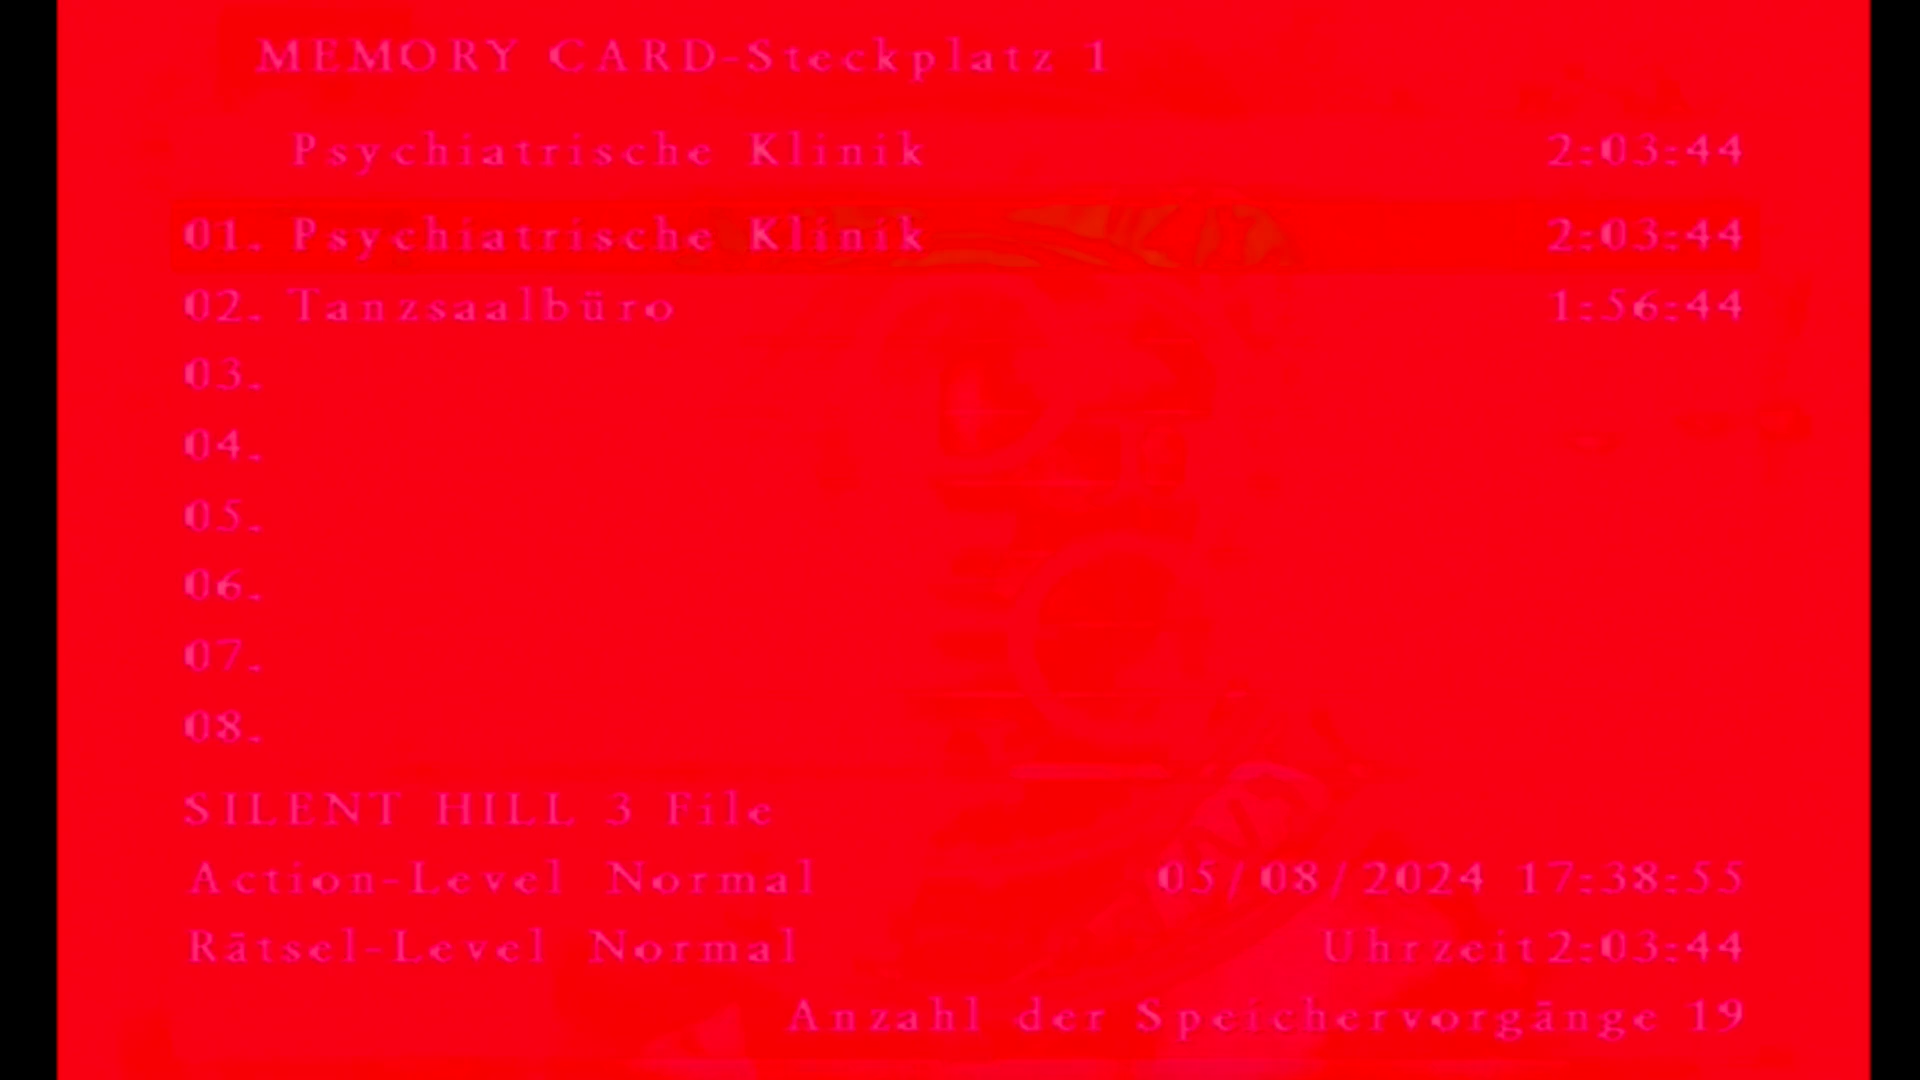 MEMORY CARD-Steckplatz 1
Psychiatrische Klinik 2:03:44
01. Psychiatrische Klinik 2:03:44
02. Tanzsaalbüro 1:56:44
03.
04.
05.
06.
07.
08.
SILENT HILL 3 File
Action-Level Normal 05/08/2024 17:38:55
Rätsel-Level Normal Uhrzeit 2:03:44
Anzahl der Speichervorgänge 19